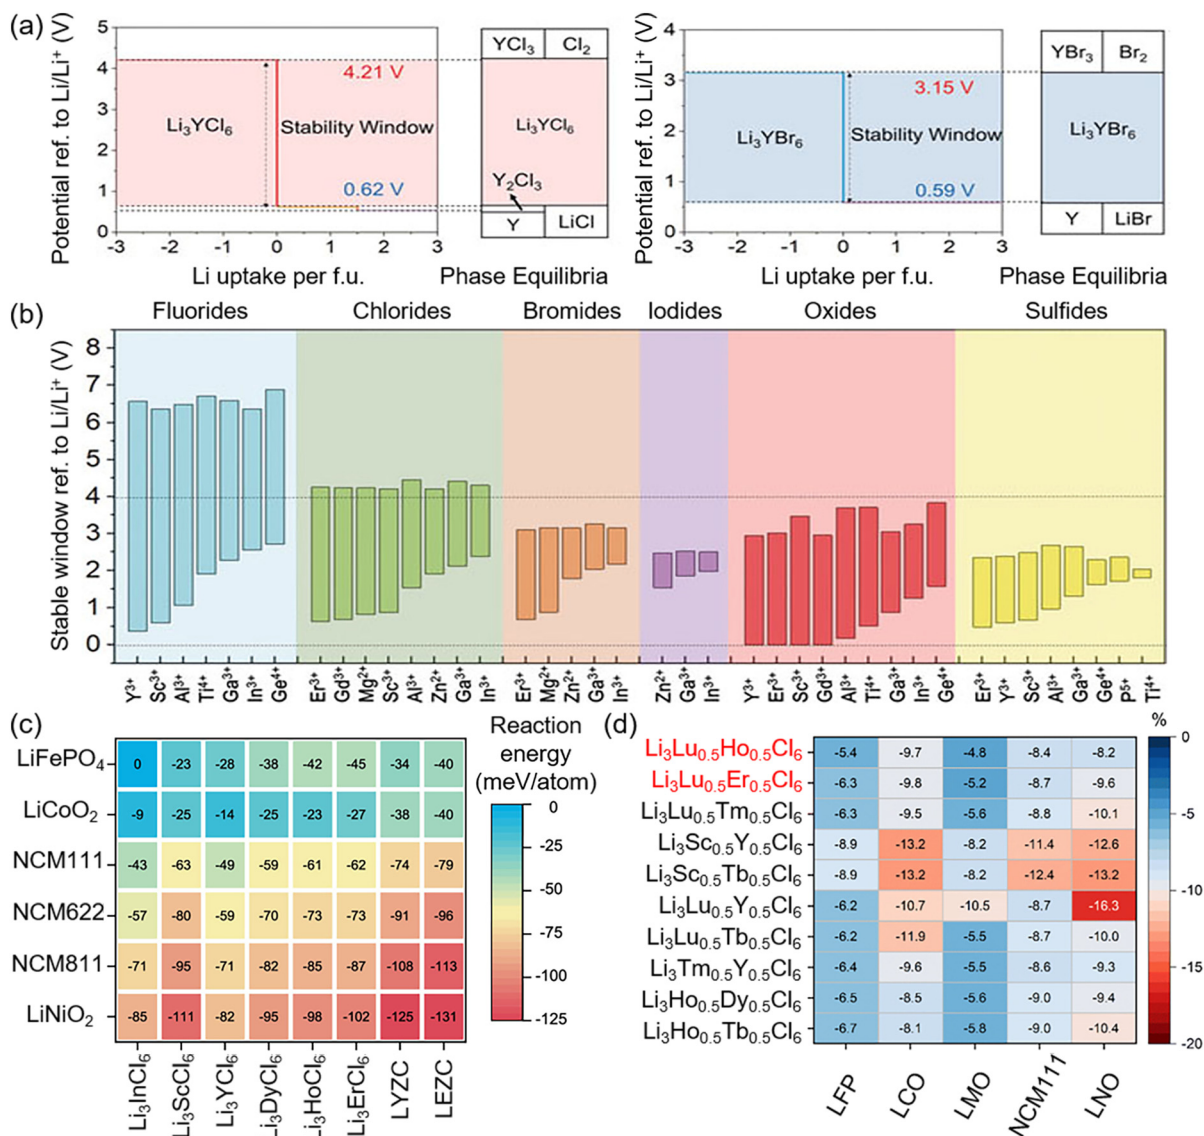 (a)
Potential ref. to Li/Li⁺ (V)
5
4
3
2
1
0
4.21 V
Li₃YCl₆
Stability Window
0.62 V
-3 -2 -1 0 1 2 3
Li uptake per f.u.
YCl₃ Cl₂
Li₃YCl₆
Y₂Cl₃
Y LiCl
Phase Equilibria
Potential ref. to Li/Li⁺ (V)
4
3
2
1
0
3.15 V
Li₃YBr₆
Stability Window
0.59 V
-3 -2 -1 0 1 2 3
Li uptake per f.u.
YBr₃ Br₂
Li₃YBr₆
Y LiBr
Phase Equilibria
(b)
Fluorides Chlorides Bromides Iodides Oxides Sulfides
Stable window ref. to Li/Li⁺ (V)
8
7
6
5
4
3
2
1
0
Y³⁺ Sc³⁺ Al³⁺ Ti⁴⁺ Ga³⁺ In³⁺ Ge⁴⁺ Er³⁺ Gd³⁺ Mg²⁺ Sc³⁺ Al³⁺ Zn²⁺ Ga³⁺ In³⁺ Er³⁺ Mg²⁺ Zn²⁺ Ga³⁺ In³⁺ Zn²⁺ Ga³⁺ In³⁺ Y³⁺ Er³⁺ Sc³⁺ Gd³⁺ Al³⁺ Ti⁴⁺ Ga³⁺ In³⁺ Ge⁴⁺ Er³⁺ Y³⁺ Sc³⁺ Al³⁺ Ga³⁺ Ge⁴⁺ P⁵⁺ Ti⁴⁺
(c)
LiFePO₄ 0 -23 -28 -38 -42 -45 -34 -40
LiCoO₂ -9 -25 -14 -25 -23 -27 -38 -40
NCM111 -43 -63 -49 -59 -61 -62 -74 -79
NCM622 -57 -80 -59 -70 -73 -73 -91 -96
NCM811 -71 -95 -71 -82 -85 -87 -108 -113
LiNiO₂ -85 -111 -82 -95 -98 -102 -125 -131
Li₃InCl₆ Li₃ScCl₆ Li₃YCl₆ Li₃DyCl₆ Li₃HoCl₆ Li₃ErCl₆ LYZC LEZC
Reaction
energy
(meV/atom)
0
-25
-50
-75
-100
-125
(d)
Li₃Lu₀.₅Ho₀.₅Cl₆ -5.4 -9.7 -4.8 -8.4 -8.2
Li₃Lu₀.₅Er₀.₅Cl₆ -6.3 -9.8 -5.2 -8.7 -9.6
Li₃Lu₀.₅Tm₀.₅Cl₆ -6.3 -9.5 -5.6 -8.8 -10.1
Li₃Sc₀.₅Y₀.₅Cl₆ -8.9 -13.2 -8.2 -11.4 -12.6
Li₃Sc₀.₅Tb₀.₅Cl₆ -8.9 -13.2 -8.2 -12.4 -13.2
Li₃Lu₀.₅Y₀.₅Cl₆ -6.2 -10.7 -10.5 -8.7 -16.3
Li₃Lu₀.₅Tb₀.₅Cl₆ -6.2 -11.9 -5.5 -8.7 -10.0
Li₃Tm₀.₅Y₀.₅Cl₆ -6.4 -9.6 -5.5 -8.6 -9.3
Li₃Ho₀.₅Dy₀.₅Cl₆ -6.5 -8.5 -5.6 -9.0 -9.4
Li₃Ho₀.₅Tb₀.₅Cl₆ -6.7 -8.1 -5.8 -9.0 -10.4
LFP LCO LMO NCM111 LNO
%
0
-5
-10
-15
-20